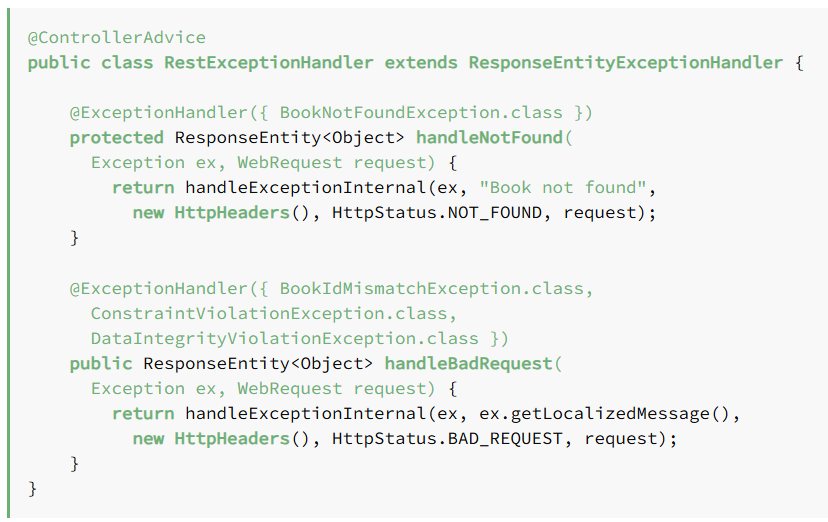 @ControllerAdvice
public class RestExceptionHandler extends ResponseEntityExceptionHandler {
@ExceptionHandler({ BookNotFoundException.class })
protected ResponseEntity<Object> handleNotFound(
Exception ex, WebRequest request) {
return handleExceptionInternal(ex, "Book not found",
new HttpHeaders(), HttpStatus.NOT_FOUND, request);
}
@ExceptionHandler({ BookIdMismatchException.class,
ConstraintViolationException.class,
DataIntegrityViolationException.class })
public ResponseEntity<Object> handleBadRequest(
Exception ex, WebRequest request) {
return handleExceptionInternal(ex, ex.getLocalizedMessage(),
new HttpHeaders(), HttpStatus.BAD_REQUEST, request);
}
}